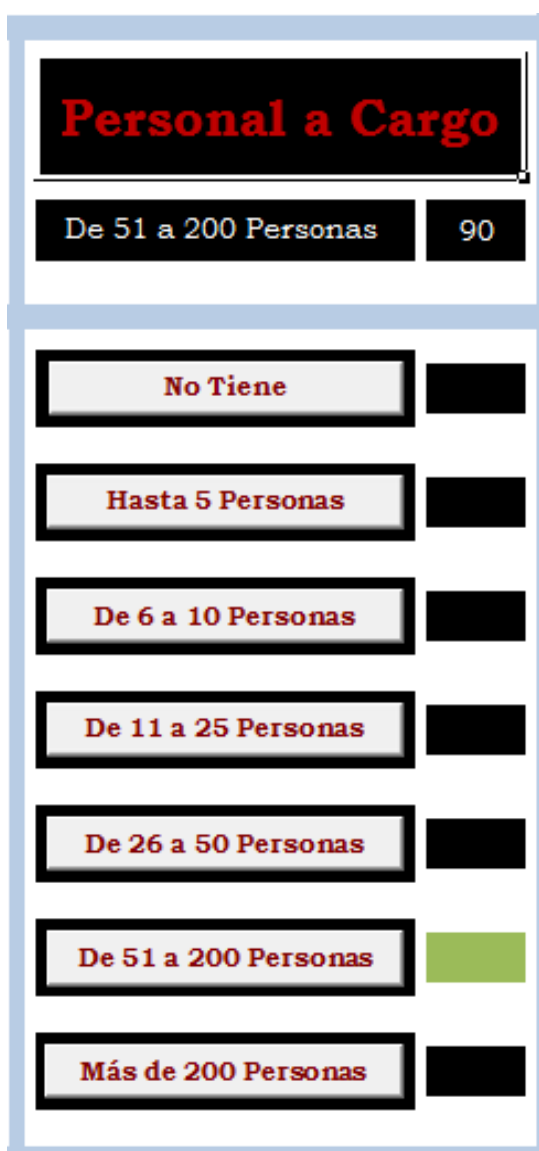 Personal a Cargo
De 51 a 200 Personas 90
No Tiene
Hasta 5 Personas
De 6 a 10 Personas
De 11 a 25 Personas
De 26 a 50 Personas
De 51 a 200 Personas
Más de 200 Personas